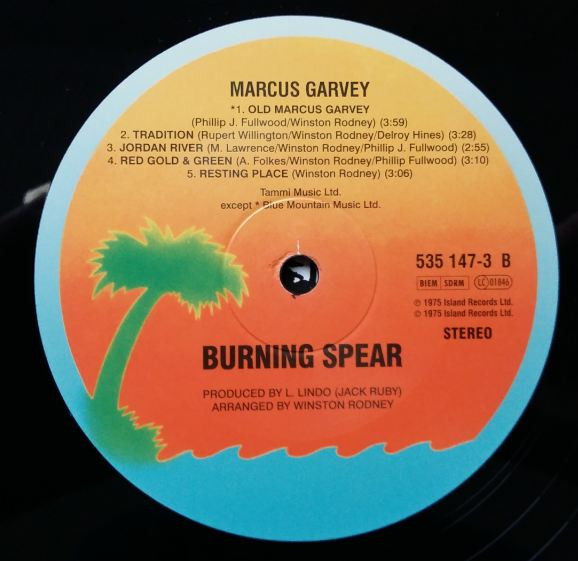 MARCUS GARVEY
*1. OLD MARCUS GARVEY
(Phillip J. Fullwood/Winston Rodney) (3:59)
2. TRADITION (Rupert Willington/Winston Rodney/Delroy Hines) (3:28)
3. JORDAN RIVER (M. Lawrence/Winston Rodney/Phillip J. Fullwood) (2:55)
4. RED GOLD & GREEN (A. Folkes/Winston Rodney/Phillip Fullwood) (3:10)
5. RESTING PLACE (Winston Rodney) (3:06)
Tammi Music Ltd.
except * Blue Mountain Music Ltd.
535 147-3 B
BIEM SDRM LC 01846
℗ 1975 Island Records Ltd.
© 1975 Island Records Ltd.
STEREO
BURNING SPEAR
PRODUCED BY L. LINDO (JACK RUBY)
ARRANGED BY WINSTON RODNEY